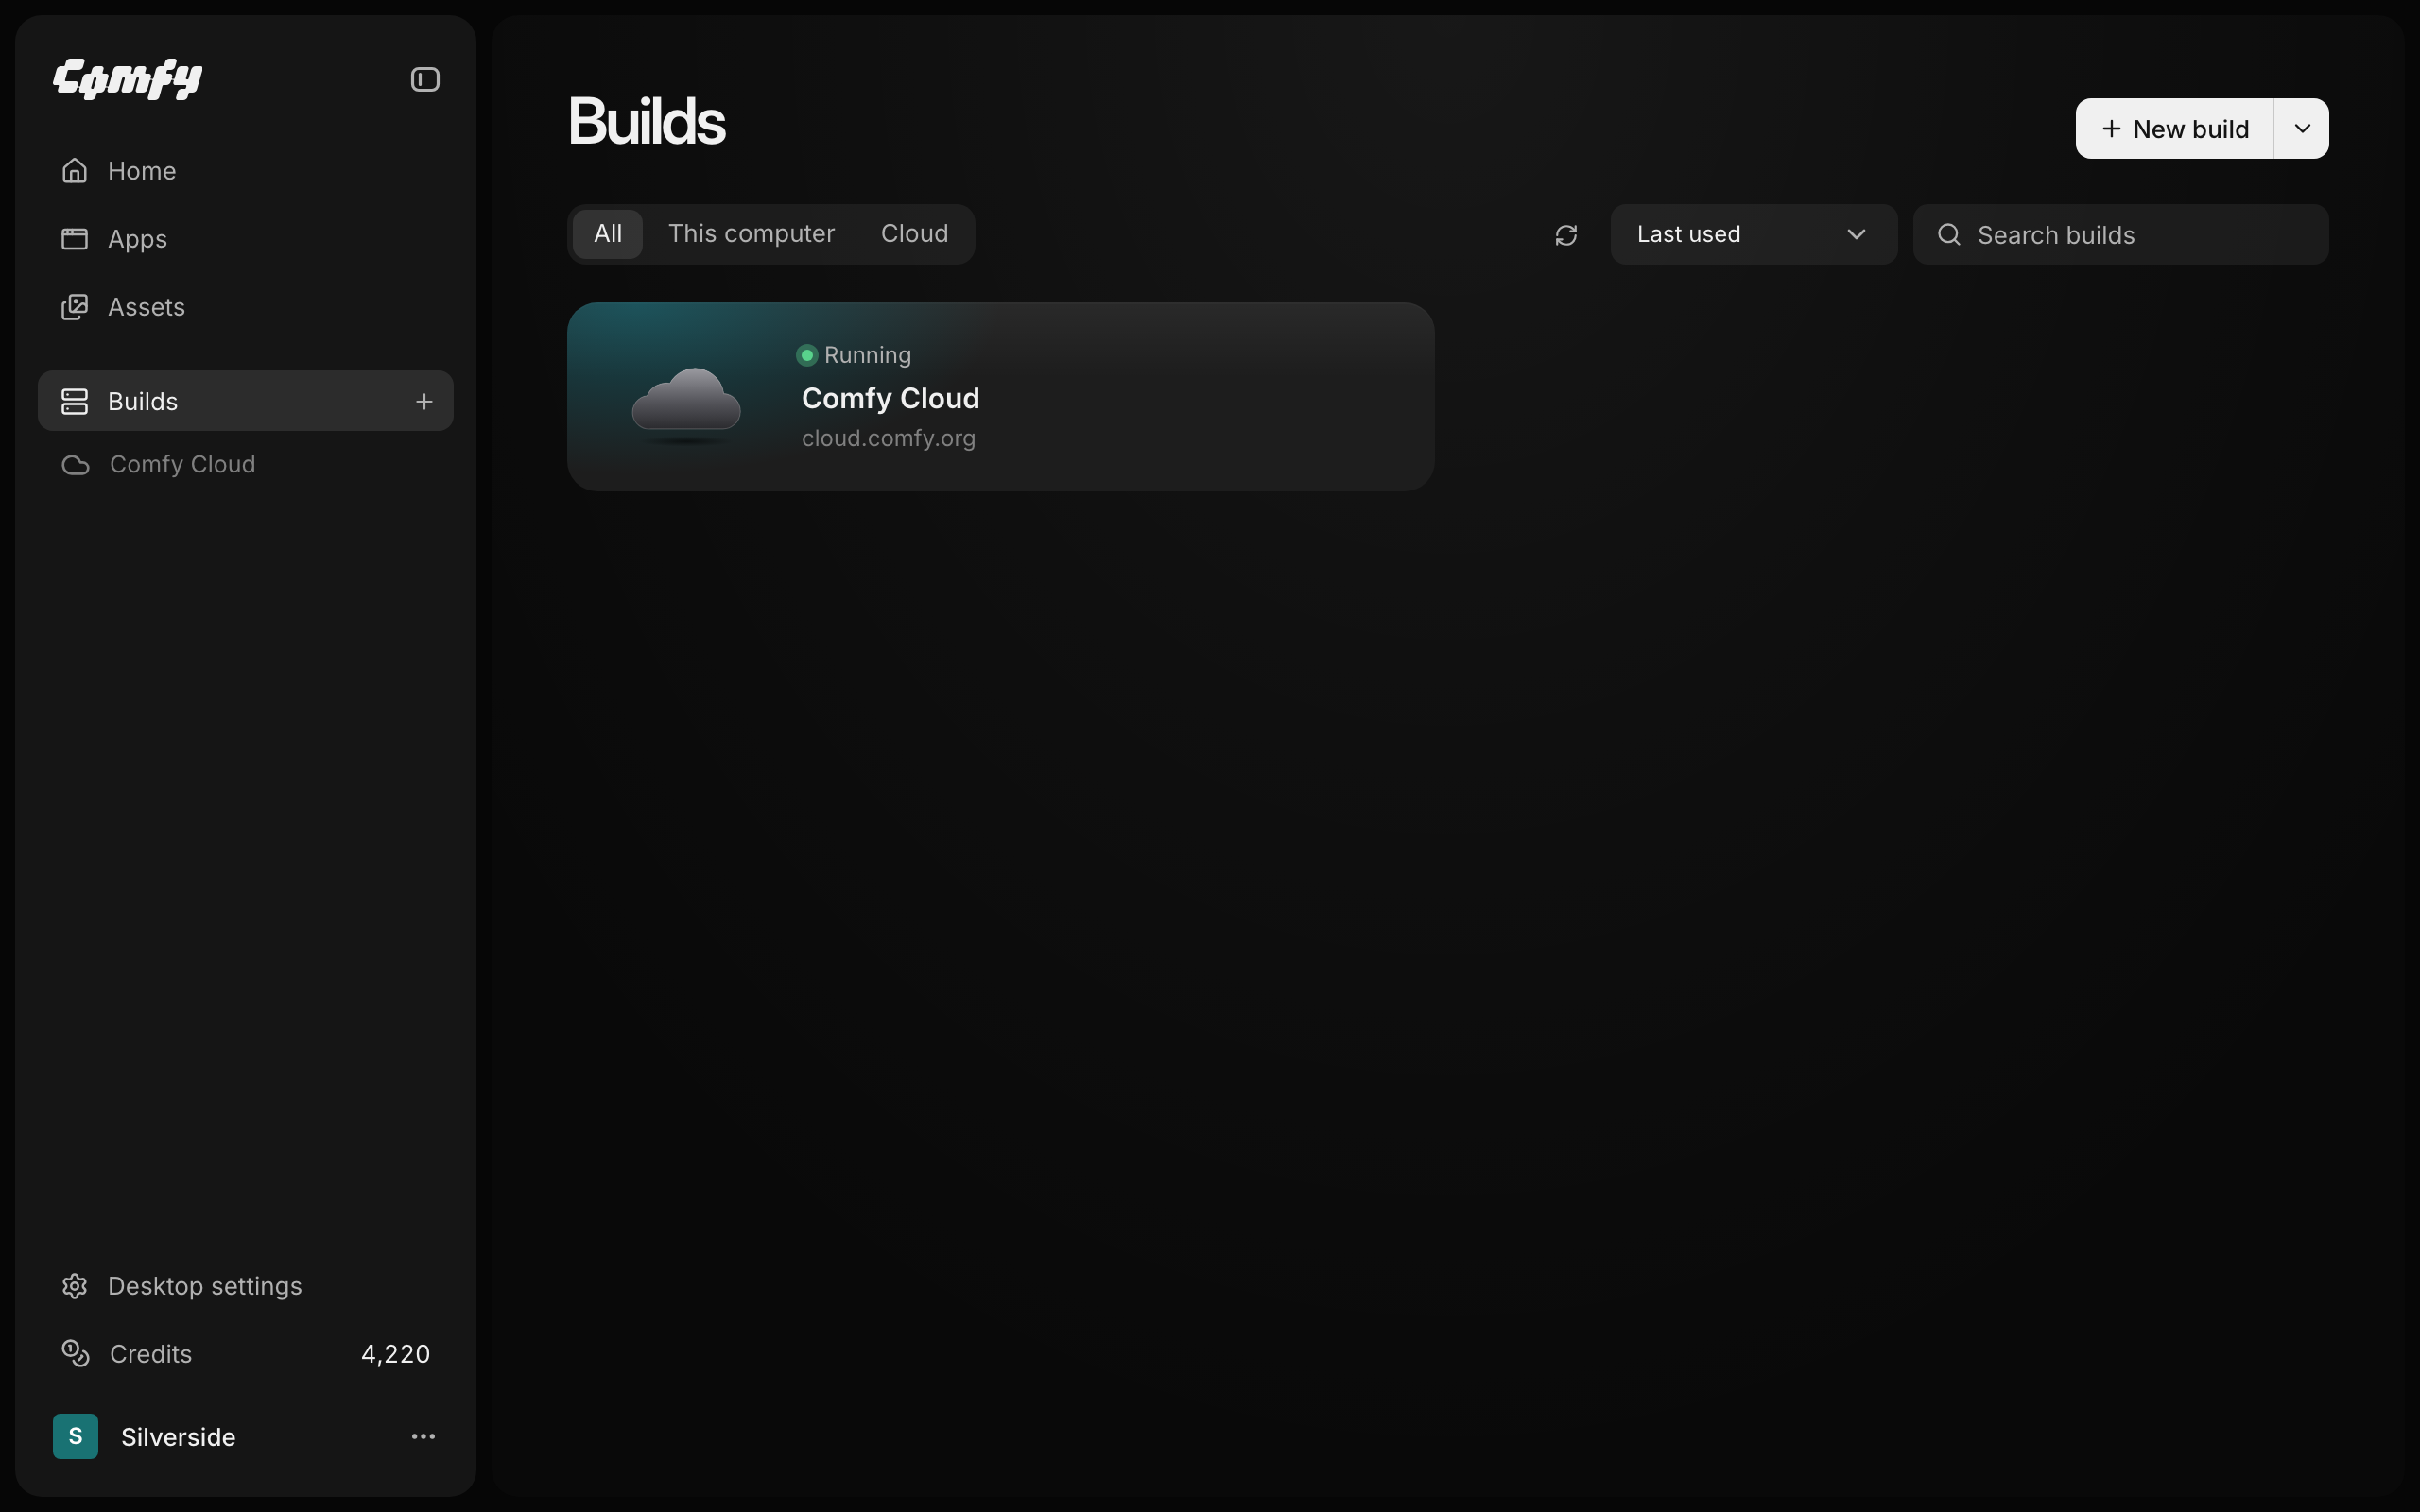 Comfy
Home
Apps
Assets
Builds
Comfy Cloud
Desktop settings
Credits 4,220
S Silverside
Builds
New build
All This computer Cloud
Last used
Search builds
Running
Comfy Cloud
cloud.comfy.org